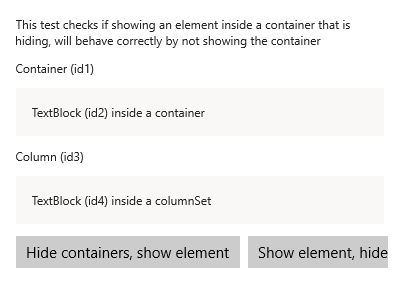 This test checks if showing an element inside a container that is
hiding, will behave correctly by not showing the container
Container (id1)
TextBlock (id2) inside a container
Column (id3)
TextBlock (id4) inside a columnSet
Hide containers, show element
Show element, hide